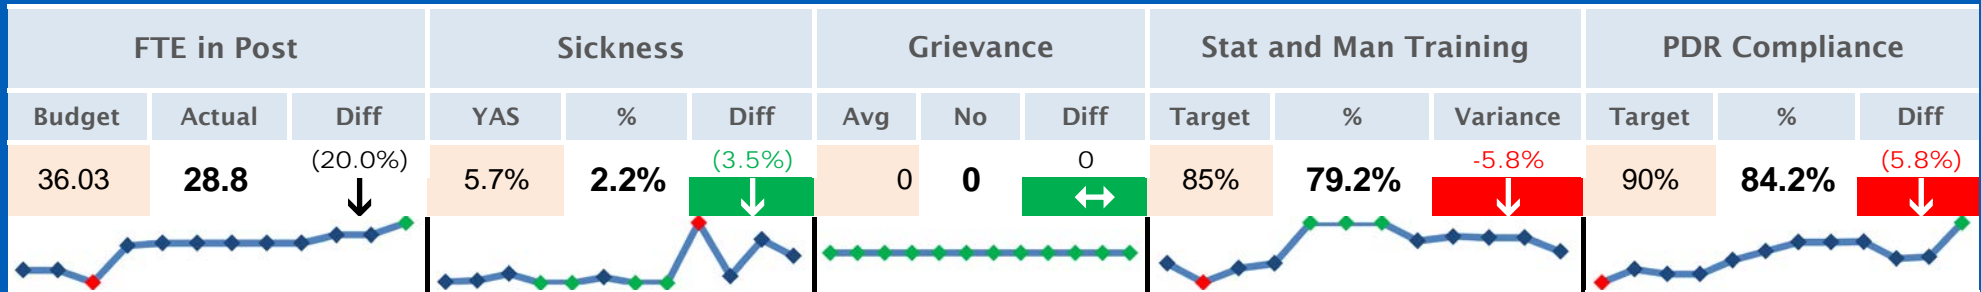 FTE in Post Sickness Grievance Stat and Man Training PDR Compliance
Budget Actual Diff YAS % Diff Avg No Diff Target % Variance Target % Diff
36.03 28.8 (20.0%) 5.7% 2.2% (3.5%) 0 0 0 85% 79.2% -5.8% 90% 84.2% (5.8%)